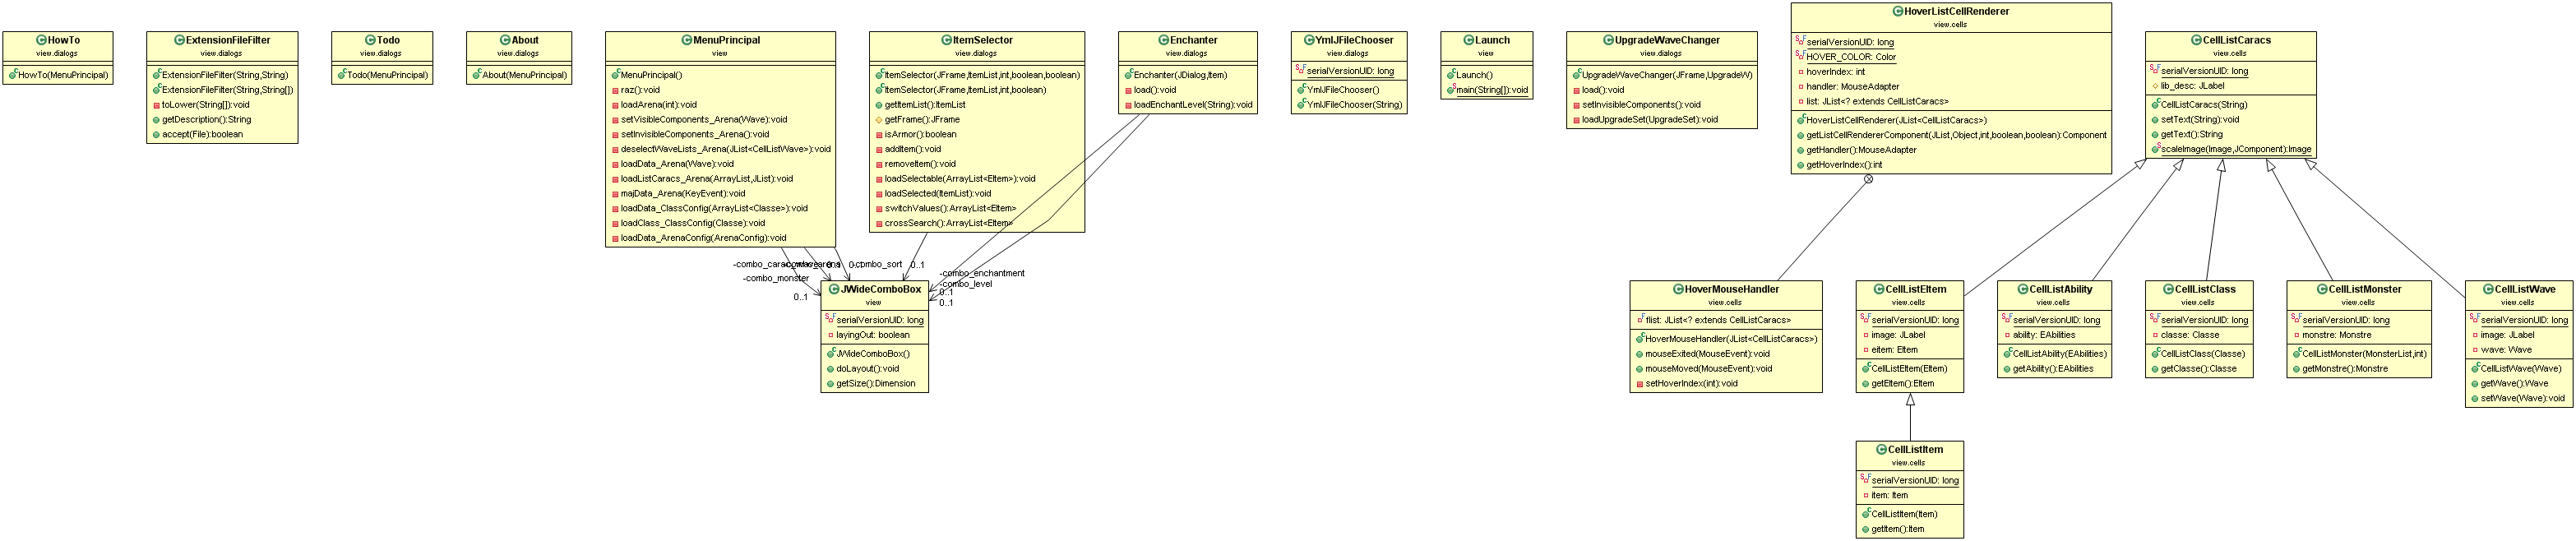 HowTo
view.dialogs
HowTo(MenuPrincipal)
ExtensionFileFilter
view.dialogs
ExtensionFileFilter(String,String)
ExtensionFileFilter(String,String[])
toLower(String[]):void
getDescription():String
accept(File):boolean
Todo
view.dialogs
Todo(MenuPrincipal)
About
view.dialogs
About(MenuPrincipal)
MenuPrincipal
view
MenuPrincipal()
raz():void
loadArena(int):void
setVisibleComponents_Arena(Wave):void
setInvisibleComponents_Arena():void
deselectWaveLists_Arena(JList<CellListWave>):void
loadData_Arena(Wave):void
loadListCaracs_Arena(ArrayList,JList):void
majData_Arena(KeyEvent):void
loadData_ClassConfig(ArrayList<Classe>):void
loadClass_ClassConfig(Classe):void
loadData_ArenaConfig(ArenaConfig):void
ItemSelector
view.dialogs
ItemSelector(JFrame,ItemList,int,boolean,boolean)
ItemSelector(JFrame,ItemList,int,boolean)
getItemList():ItemList
getFrame():JFrame
isArmor():boolean
addItem():void
removeItem():void
loadSelectable(ArrayList<EItem>):void
loadSelected(ItemList):void
switchValues():ArrayList<EItem>
crossSearch():ArrayList<EItem>
Enchanter
view.dialogs
Enchanter(JDialog,Item)
load():void
loadEnchantLevel(String):void
YmlJFileChooser
view.dialogs
serialVersionUID: long
YmlJFileChooser()
YmlJFileChooser(String)
Launch
view
Launch()
main(String[]):void
UpgradeWaveChanger
view.dialogs
UpgradeWaveChanger(JFrame,UpgradeW)
load():void
setInvisibleComponents():void
loadUpgradeSet(UpgradeSet):void
HoverListCellRenderer
view.cells
serialVersionUID: long
HOVER_COLOR: Color
hoverIndex: int
handler: MouseAdapter
list: JList<? extends CellListCaracs>
HoverListCellRenderer(JList<CellListCaracs>)
getListCellRendererComponent(JList,Object,int,boolean,boolean):Component
getHandler():MouseAdapter
getHoverIndex():int
CellListCaracs
view.cells
serialVersionUID: long
lib_desc: JLabel
CellListCaracs(String)
setText(String):void
getText():String
scaleImage(Image,JComponent):Image
-combo_monster
0..1
-combo_sort
0..1
-combo_enchantment
0..1
-combo_level
0..1
JWideComboBox
view
serialVersionUID: long
layingOut: boolean
JWideComboBox()
doLayout():void
getSize():Dimension
HoverMouseHandler
view.cells
flist: JList<? extends CellListCaracs>
HoverMouseHandler(JList<CellListCaracs>)
mouseExited(MouseEvent):void
mouseMoved(MouseEvent):void
setHoverIndex(int):void
CellListEItem
view.cells
serialVersionUID: long
image: JLabel
eitem: EItem
CellListEItem(EItem)
getEItem():EItem
CellListAbility
view.cells
serialVersionUID: long
ability: EAbilities
CellListAbility(EAbilities)
getAbility():EAbilities
CellListClass
view.cells
serialVersionUID: long
classe: Classe
CellListClass(Classe)
getClasse():Classe
CellListMonster
view.cells
serialVersionUID: long
monstre: Monstre
CellListMonster(MonsterList,int)
getMonstre():Monstre
CellListWave
view.cells
serialVersionUID: long
image: JLabel
wave: Wave
CellListWave(Wave)
getWave():Wave
setWave(Wave):void
CellListItem
view.cells
serialVersionUID: long
item: Item
CellListItem(Item)
getItem():Item